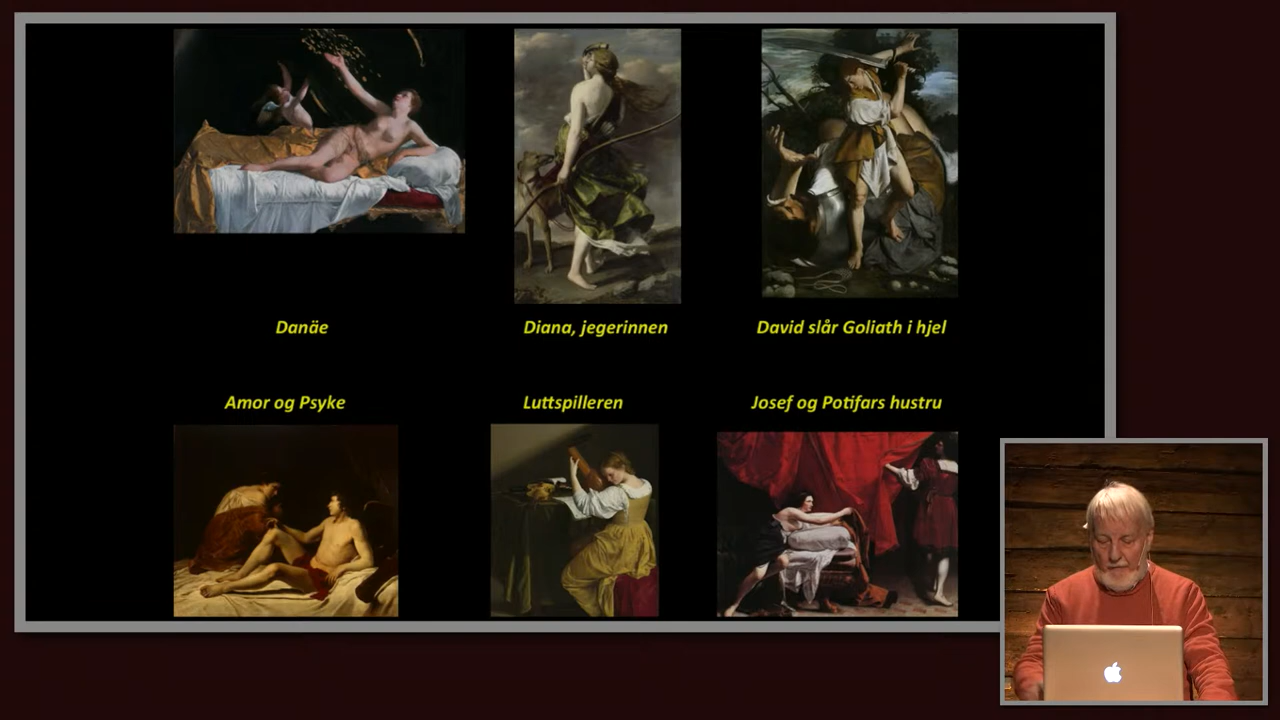 Danäe
Diana, jegerinnen
David slår Goliath i hjel
Amor og Psyke
Luttspilleren
Josef og Potifars hustru